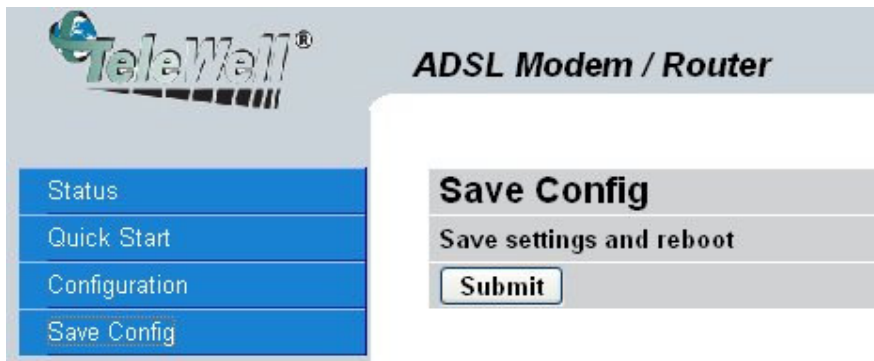 TeleWell®
ADSL Modem / Router
Status
Quick Start
Configuration
Save Config
Save Config
Save settings and reboot
Submit